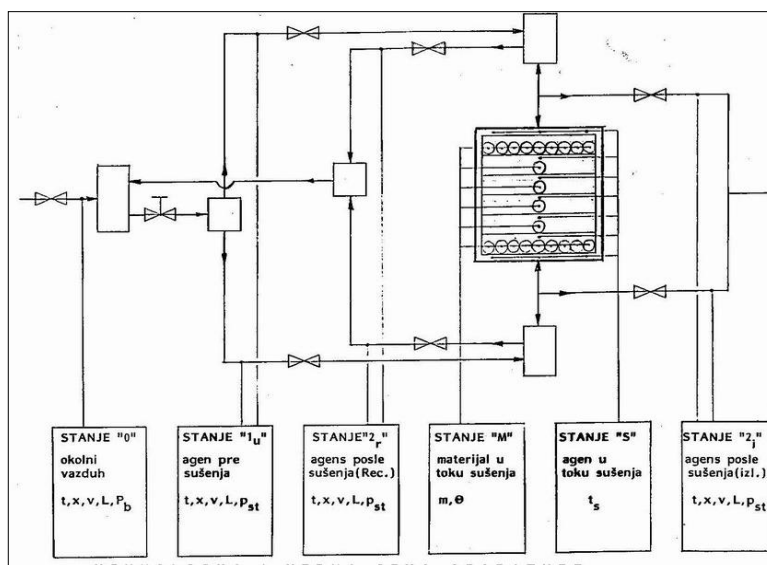 STANJE "0"
okolni
vazduh
t,x,v,L,P_b
STANJE "1_u"
agen pre
sušenja
t,x,v,L,p_st
STANJE"2_r"
agens posle
sušenja(Rec.)
t,x,v,L,p_st
STANJE "M"
materijal u
toku sušenja
m,Θ
STANJE "S"
agen u
toku sušenja
t_s
STANJE "2_i"
agens posle
sušenja(izl.)
t,x,v,L,p_st